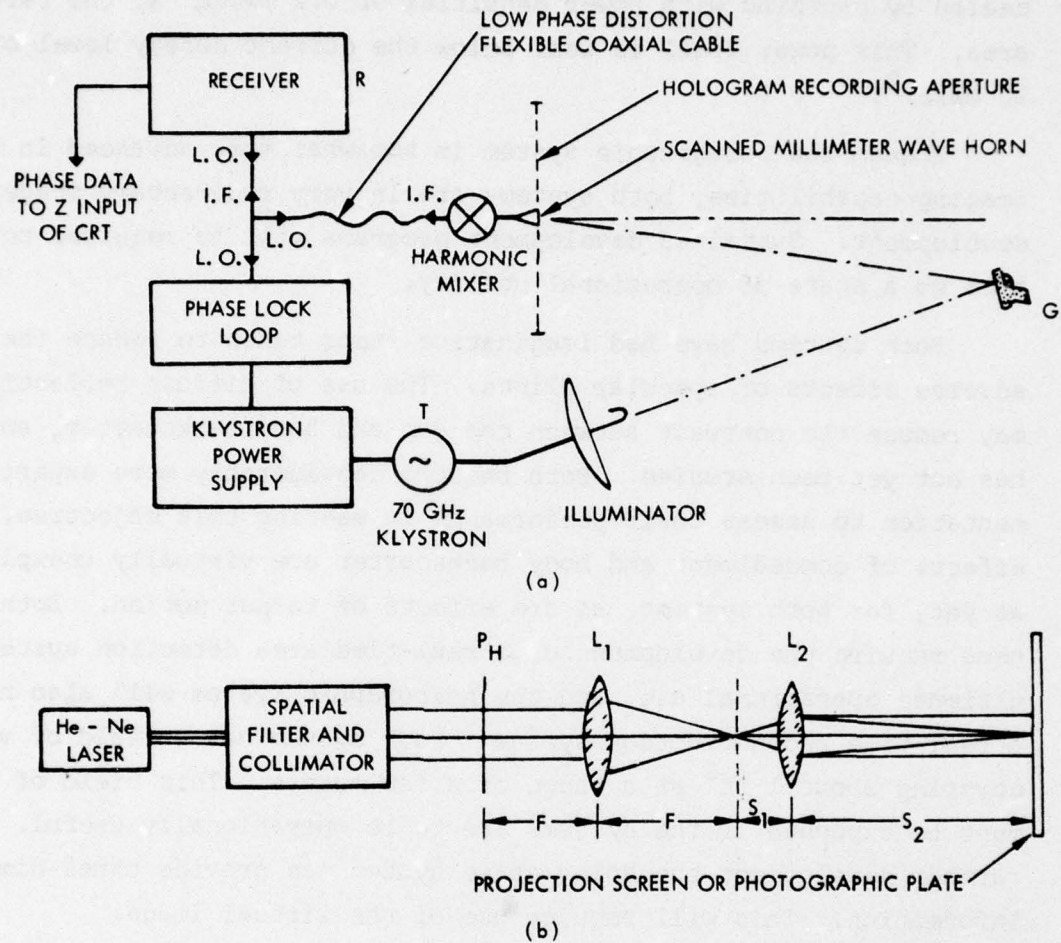 LOW PHASE DISTORTION
FLEXIBLE COAXIAL CABLE
RECEIVER
R
HOLOGRAM RECORDING APERTURE
SCANNED MILLIMETER WAVE HORN
L. O.
I. F.
I. F.
L. O.
PHASE DATA
TO Z INPUT
OF CRT
L. O.
HARMONIC
MIXER
G
PHASE LOCK
LOOP
KLYSTRON
POWER
SUPPLY
T
~
70 GHz
KLYSTRON
ILLUMINATOR
(a)
P_H
L_1
L_2
He - Ne
LASER
SPATIAL
FILTER AND
COLLIMATOR
F
F
S_1
S_2
PROJECTION SCREEN OR PHOTOGRAPHIC PLATE
(b)